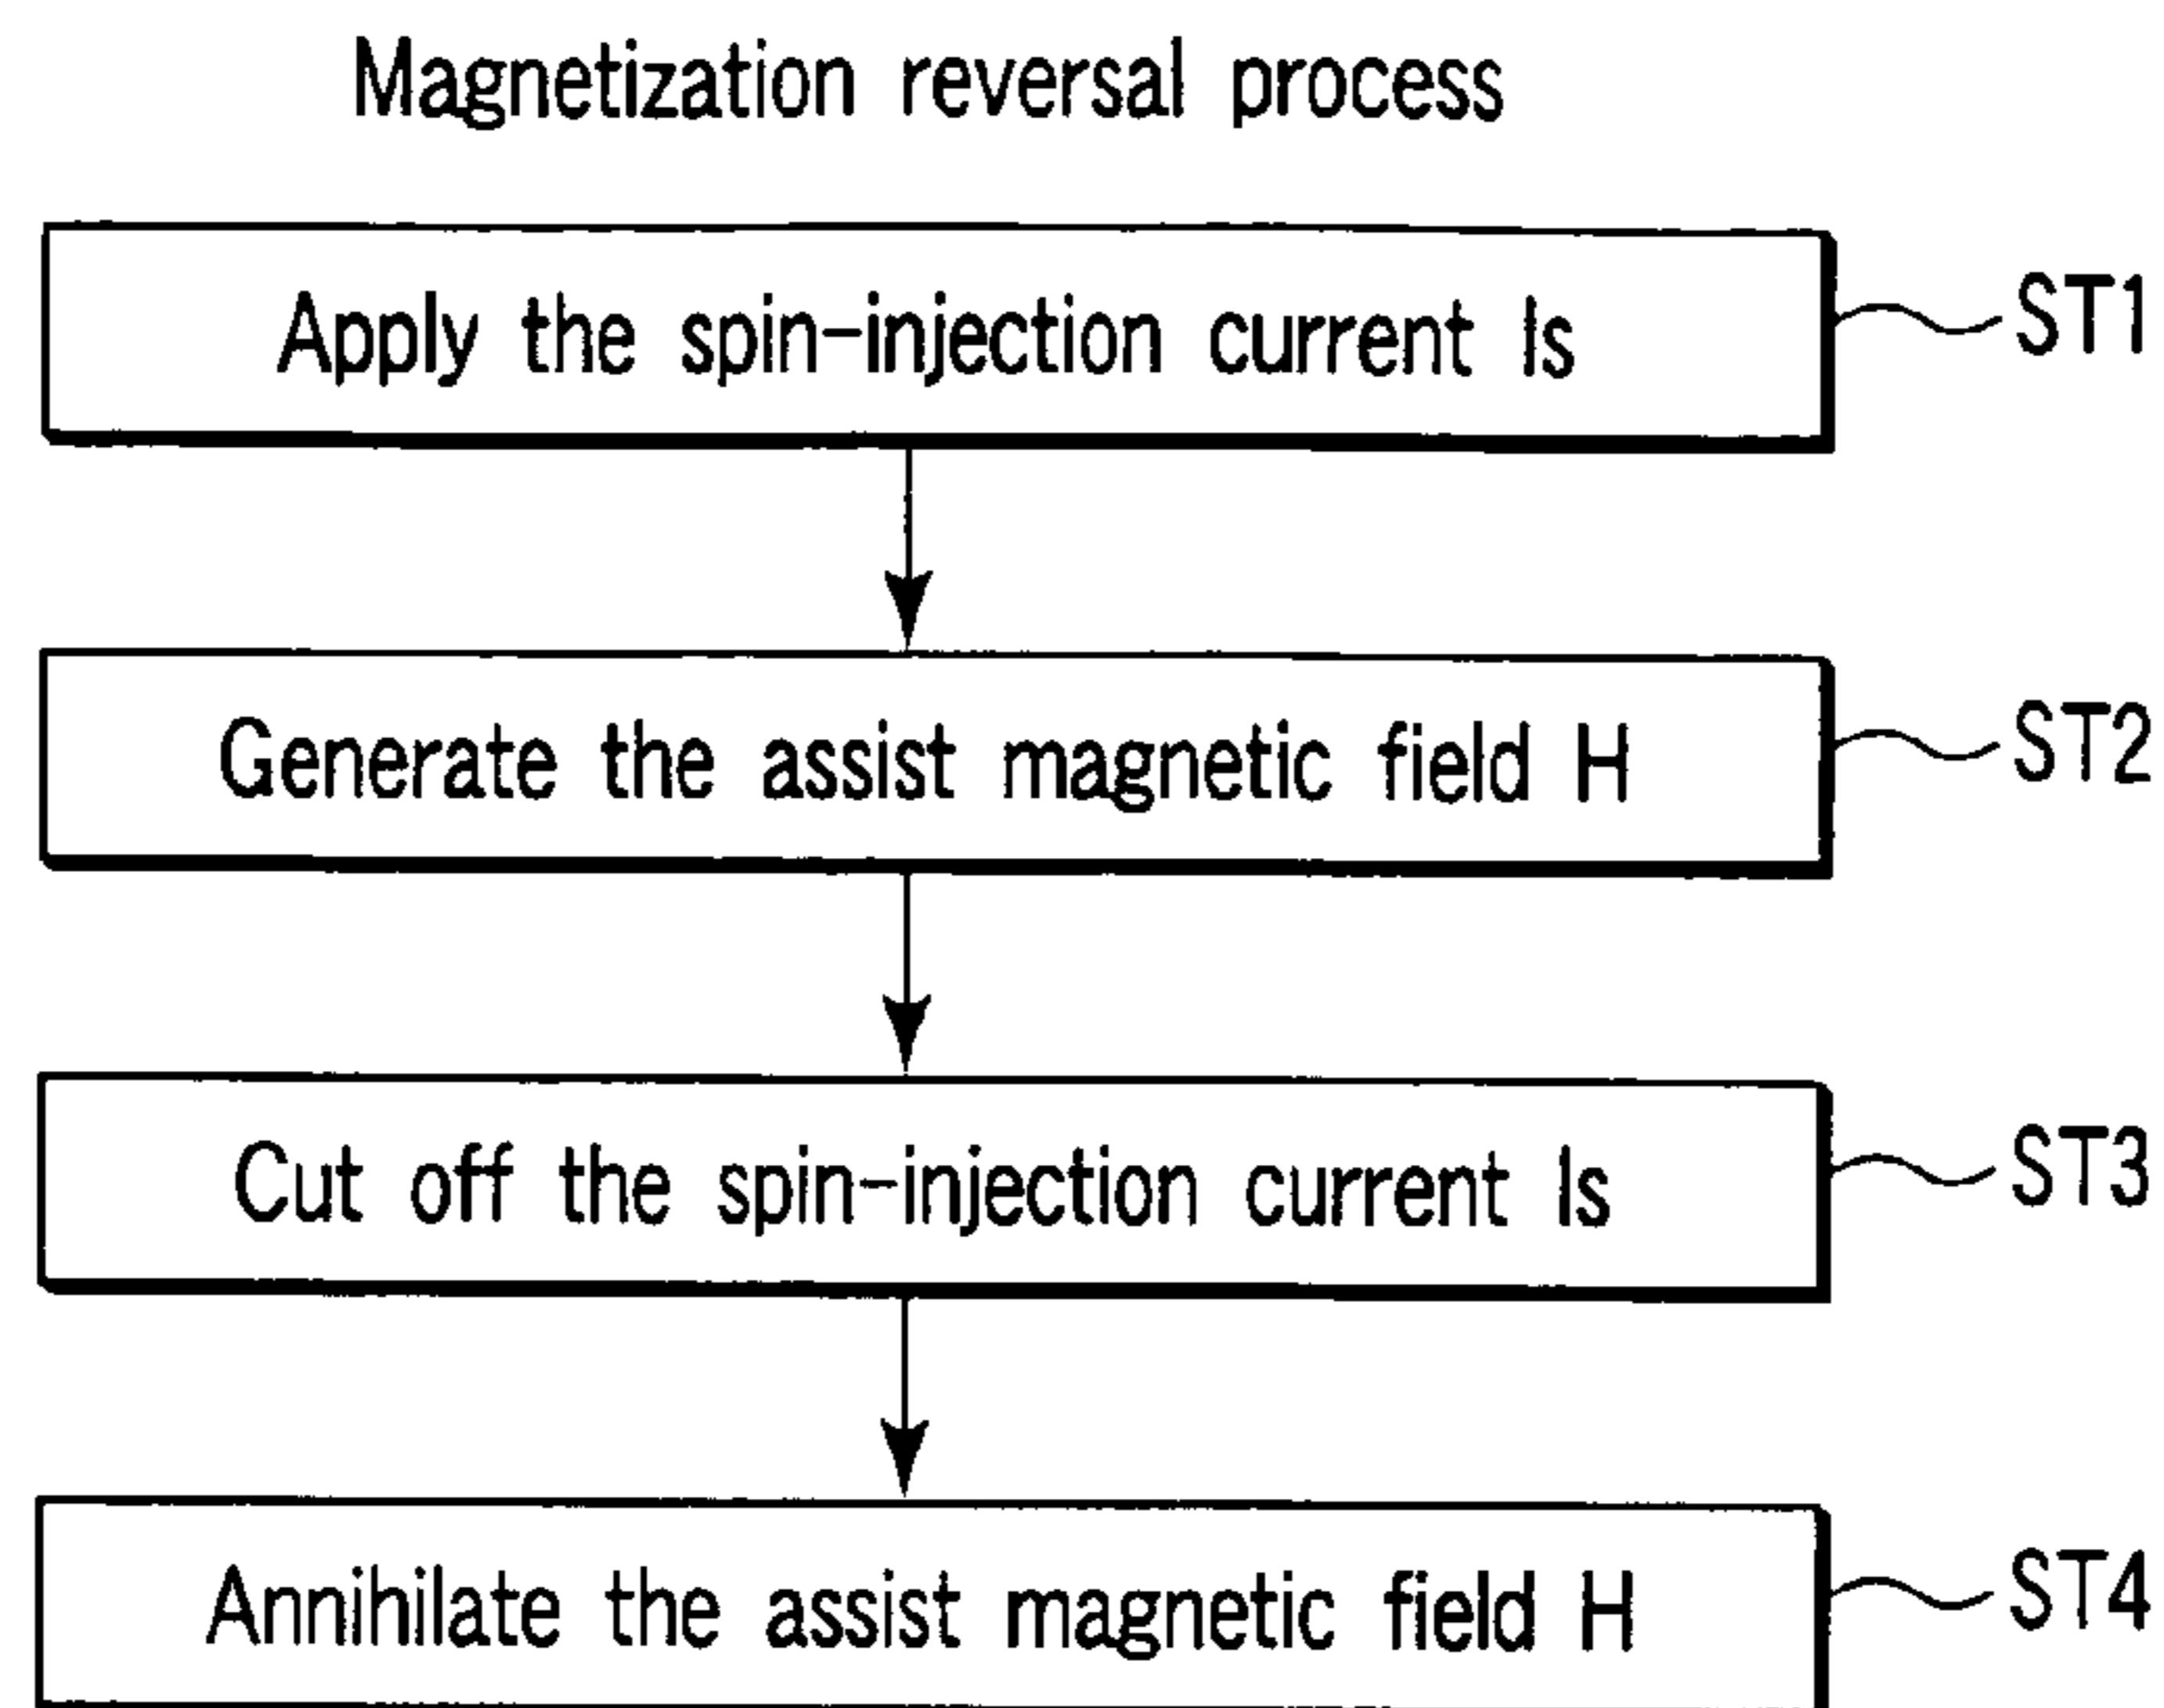 Magnetization reversal process
Apply the spin-injection current Is ST1
Generate the assist magnetic field H ST2
Cut off the spin-injection current Is ST3
Annihilate the assist magnetic field H ST4